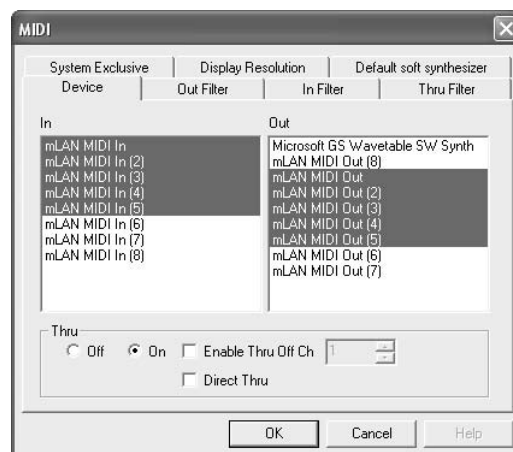 MIDI
System Exclusive
Display Resolution
Default soft synthesizer
Device
Out Filter
In Filter
Thru Filter
In
mLAN MIDI In
mLAN MIDI In (2)
mLAN MIDI In (3)
mLAN MIDI In (4)
mLAN MIDI In (5)
mLAN MIDI In (6)
mLAN MIDI In (7)
mLAN MIDI In (8)
Out
Microsoft GS Wavetable SW Synth
mLAN MIDI Out (8)
mLAN MIDI Out
mLAN MIDI Out (2)
mLAN MIDI Out (3)
mLAN MIDI Out (4)
mLAN MIDI Out (5)
mLAN MIDI Out (6)
mLAN MIDI Out (7)
Thru
Off
On
Enable Thru Off Ch
1
Direct Thru
OK
Cancel
Help